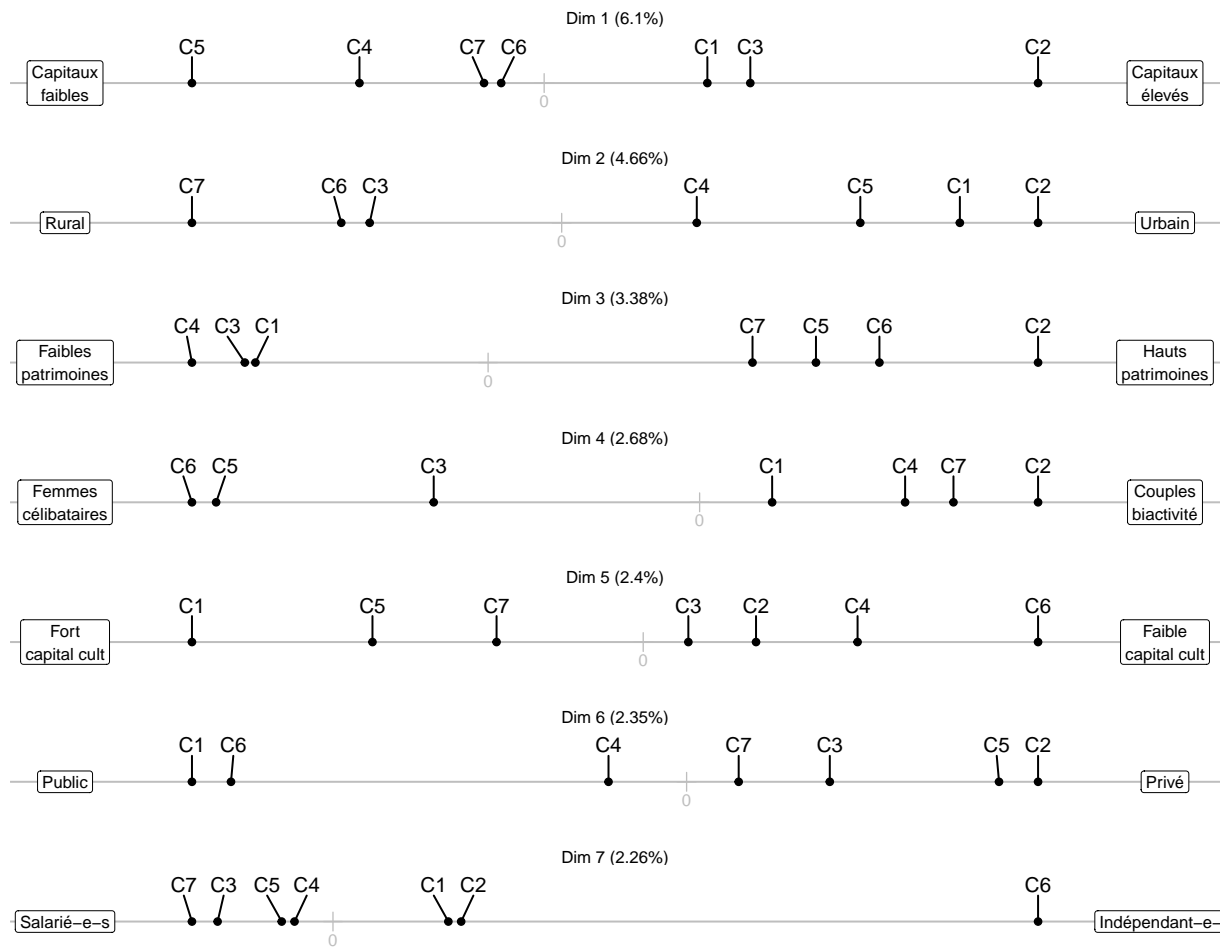 Dim 1 (6.1%)
C5 C4 C7 C6 C1 C3 C2
Capitaux
faibles
Capitaux
élevés
0
Dim 2 (4.66%)
C7 C6 C3 C4 C5 C1 C2
Rural
Urbain
0
Dim 3 (3.38%)
C4 C3 C1 C7 C5 C6 C2
Faibles
patrimoines
Hauts
patrimoines
0
Dim 4 (2.68%)
C6 C5 C3 C1 C4 C7 C2
Femmes
célibataires
Couples
biactivité
0
Dim 5 (2.4%)
C1 C5 C7 C3 C2 C4 C6
Fort
capital cult
Faible
capital cult
0
Dim 6 (2.35%)
C1 C6 C4 C7 C3 C5 C2
Public
Privé
0
Dim 7 (2.26%)
C7 C3 C5 C4 C1 C2 C6
Salarié−e−s
Indépendant−e−
0